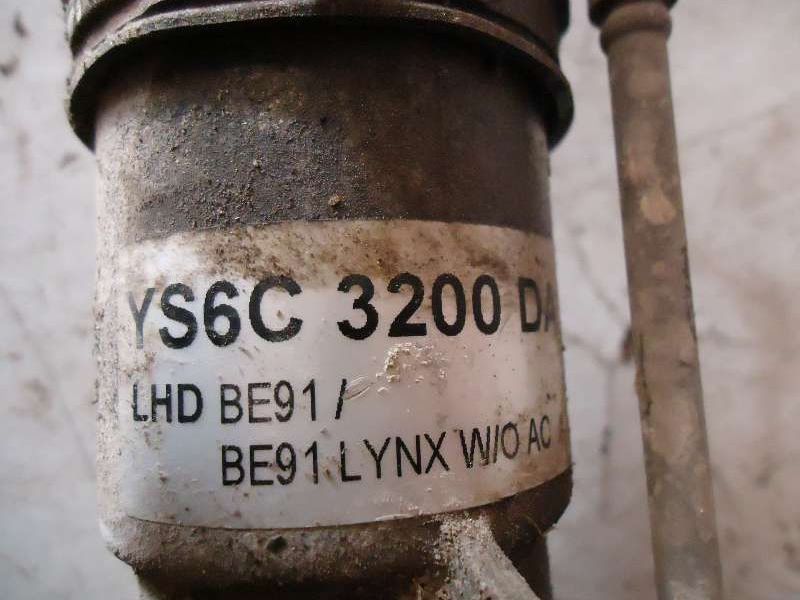 YS6C 3200 DA
LHD BE91 /
BE91 LYNX W/O AC